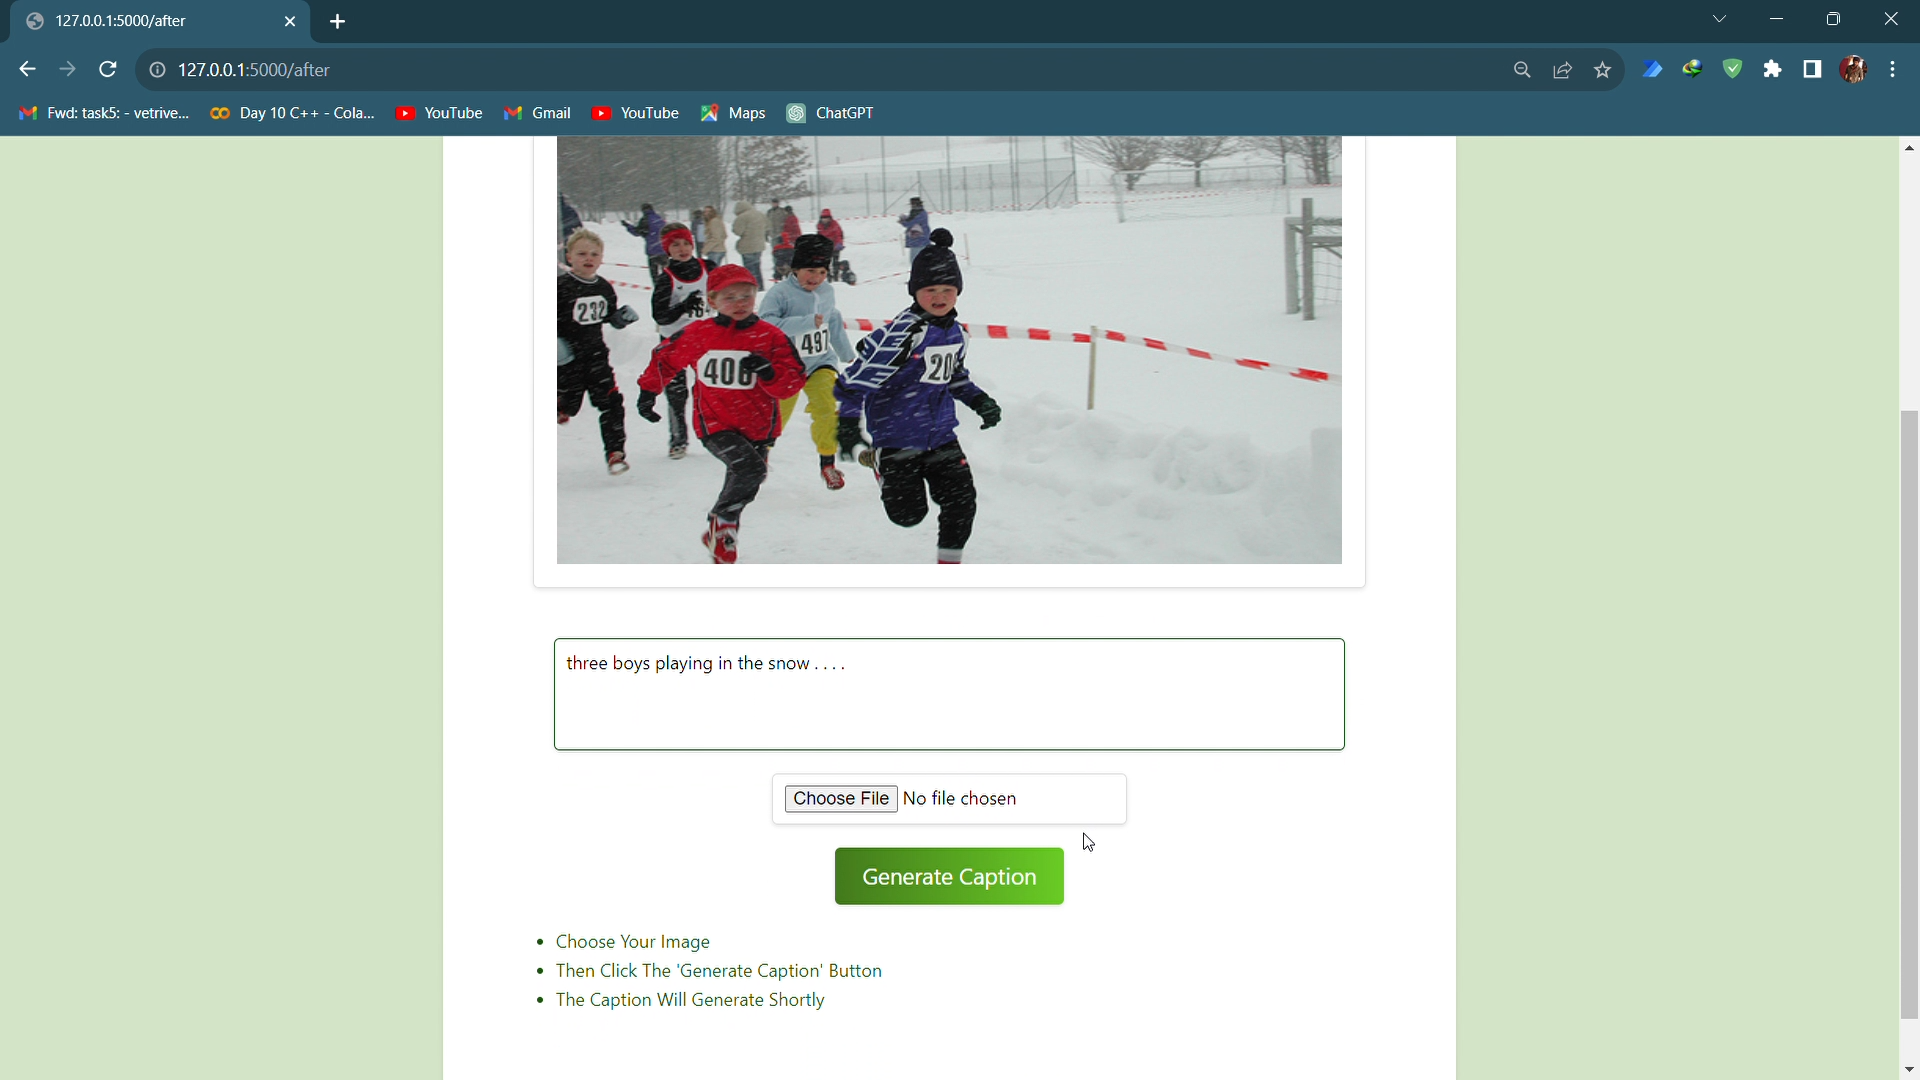 127.0.0.1:5000/after
127.0.0.1:5000/after
Fwd: task5: - vetrive... Day 10 C++ - Cola... YouTube Gmail YouTube Maps ChatGPT
232
497
406
three boys playing in the snow . . . .
Choose File No file chosen
Generate Caption
Choose Your Image
Then Click The 'Generate Caption' Button
The Caption Will Generate Shortly